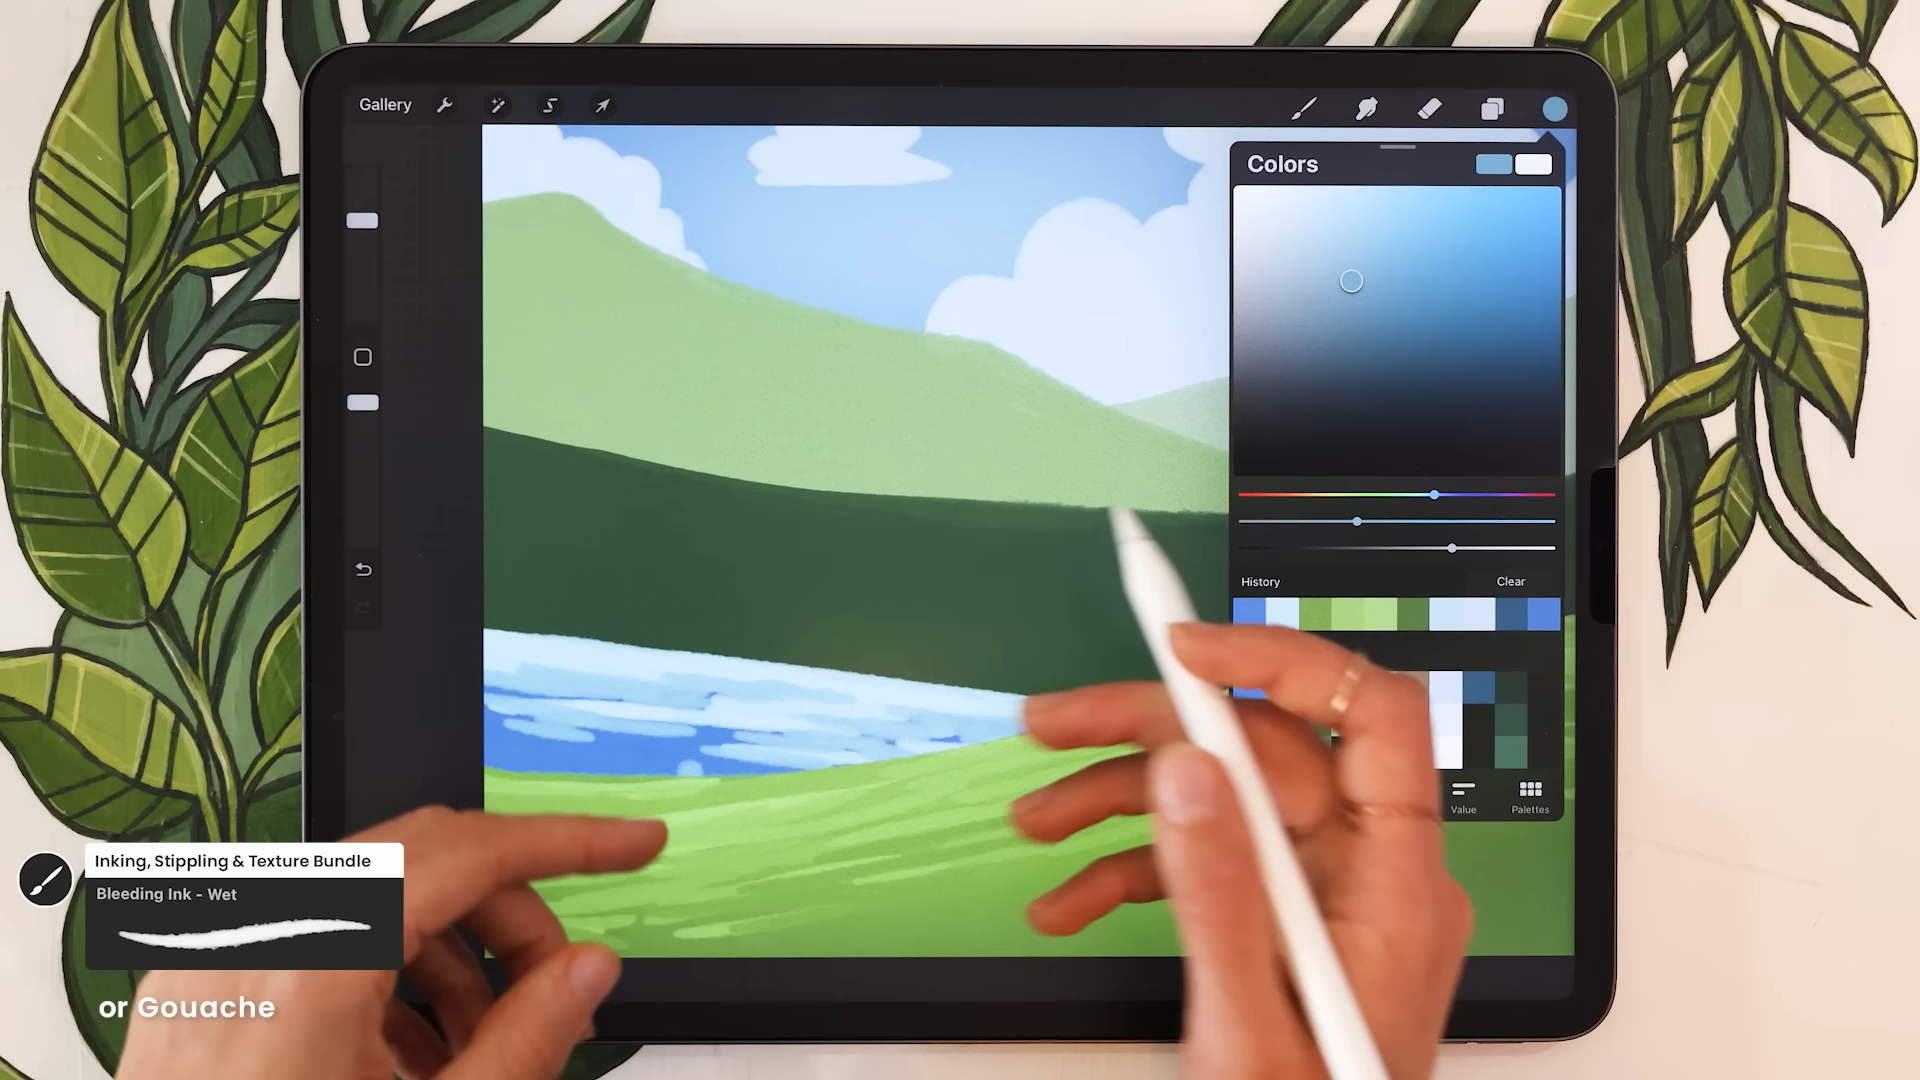 Gallery
Colors
History
Clear
Value
Palettes
Inking, Stippling & Texture Bundle
Bleeding Ink - Wet
or Gouache